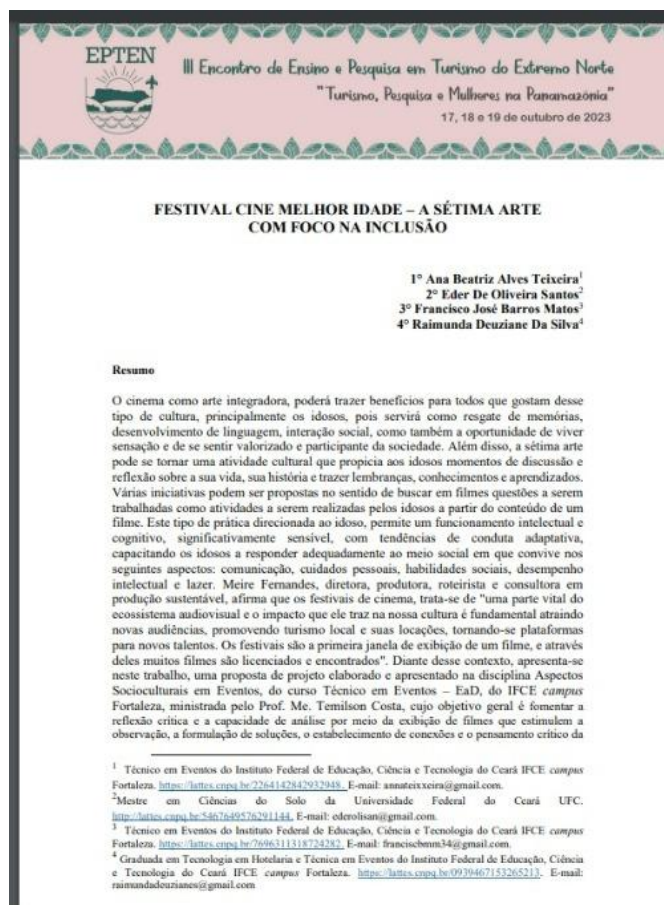 EPTEN
III Encontro de Ensino e Pesquisa em Turismo do Extremo Norte
"Turismo, Pesquisa e Mulheres na Panamazônia"
17, 18 e 19 de outubro de 2023
FESTIVAL CINE MELHOR IDADE – A SÉTIMA ARTE
COM FOCO NA INCLUSÃO
1° Ana Beatriz Alves Teixeira¹
2° Eder De Oliveira Santos²
3° Francisco José Barros Matos³
4° Raimunda Deuziane Da Silva⁴
Resumo
O cinema como arte integradora, poderá trazer benefícios para todos que gostam desse
tipo de cultura, principalmente os idosos, pois servirá como resgate de memórias,
desenvolvimento de linguagem, interação social, como também a oportunidade de viver
sensação e de se sentir valorizado e participante da sociedade. Além disso, a sétima arte
pode se tornar uma atividade cultural que propicia aos idosos momentos de discussão e
reflexão sobre a sua vida, sua história e trazer lembranças, conhecimentos e aprendizados.
Várias iniciativas podem ser propostas no sentido de buscar em filmes questões a serem
trabalhadas como atividades a serem realizadas pelos idosos a partir do conteúdo de um
filme. Este tipo de prática direcionada ao idoso, permite um funcionamento intelectual e
cognitivo, significativamente sensível, com tendências de conduta adaptativa,
capacitando os idosos a responder adequadamente ao meio social em que convive nos
seguintes aspectos: comunicação, cuidados pessoais, habilidades sociais, desempenho
intelectual e lazer. Meire Fernandes, diretora, produtora, roteirista e consultora em
produção sustentável, afirma que os festivais de cinema, trata-se de "uma parte vital do
ecossistema audiovisual e o impacto que ele traz na nossa cultura é fundamental atraindo
novas audiências, promovendo turismo local e suas locações, tornando-se plataformas
para novos talentos. Os festivais são a primeira janela de exibição de um filme, e através
deles muitos filmes são licenciados e encontrados". Diante desse contexto, apresenta-se
neste trabalho, uma proposta de projeto elaborado e apresentado na disciplina Aspectos
Socioculturais em Eventos, do curso Técnico em Eventos – EaD, do IFCE campus
Fortaleza, ministrada pelo Prof. Me. Temilson Costa, cujo objetivo geral é fomentar a
reflexão crítica e a capacidade de análise por meio da exibição de filmes que estimulem a
observação, a formulação de soluções, o estabelecimento de conexões e o pensamento crítico da
¹ Técnico em Eventos do Instituto Federal de Educação, Ciência e Tecnologia do Ceará IFCE campus
Fortaleza. https://lattes.cnpq.br/2264142842932948. E-mail: annateixxeira@gmail.com.
²Mestre em Ciências do Solo da Universidade Federal do Ceará UFC.
http://lattes.cnpq.br/5467649576291144. E-mail: ederolisan@gmail.com.
³ Técnico em Eventos do Instituto Federal de Educação, Ciência e Tecnologia do Ceará IFCE campus
Fortaleza. https://lattes.cnpq.br/7696311318724282. E-mail: franciscbmm34@gmail.com.
⁴ Graduada em Tecnologia em Hotelaria e Técnica em Eventos do Instituto Federal de Educação, Ciência
e Tecnologia do Ceará IFCE campus Fortaleza. https://lattes.cnpq.br/0939467153265213. E-mail:
raimundadeuzianes@gmail.com